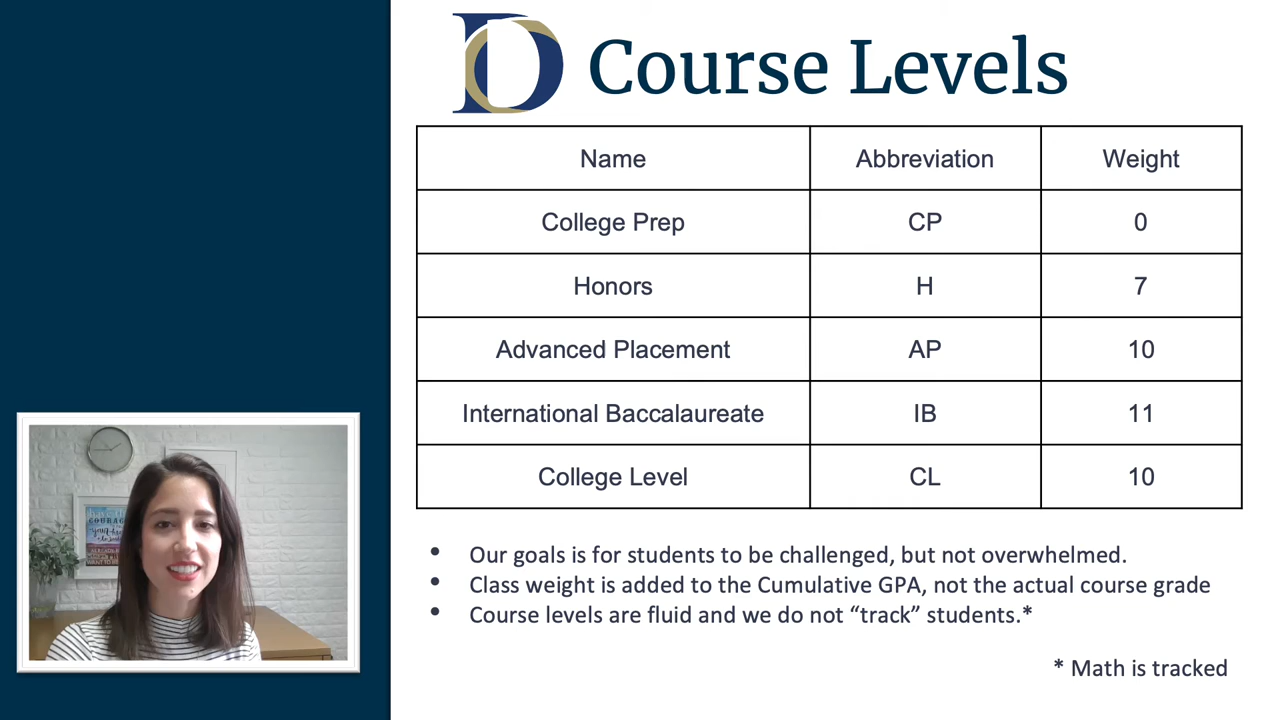 Course Levels
Name Abbreviation Weight
College Prep CP 0
Honors H 7
Advanced Placement AP 10
International Baccalaureate IB 11
College Level CL 10
• Our goals is for students to be challenged, but not overwhelmed.
• Class weight is added to the Cumulative GPA, not the actual course grade
• Course levels are fluid and we do not “track” students.*
* Math is tracked
COURAGE